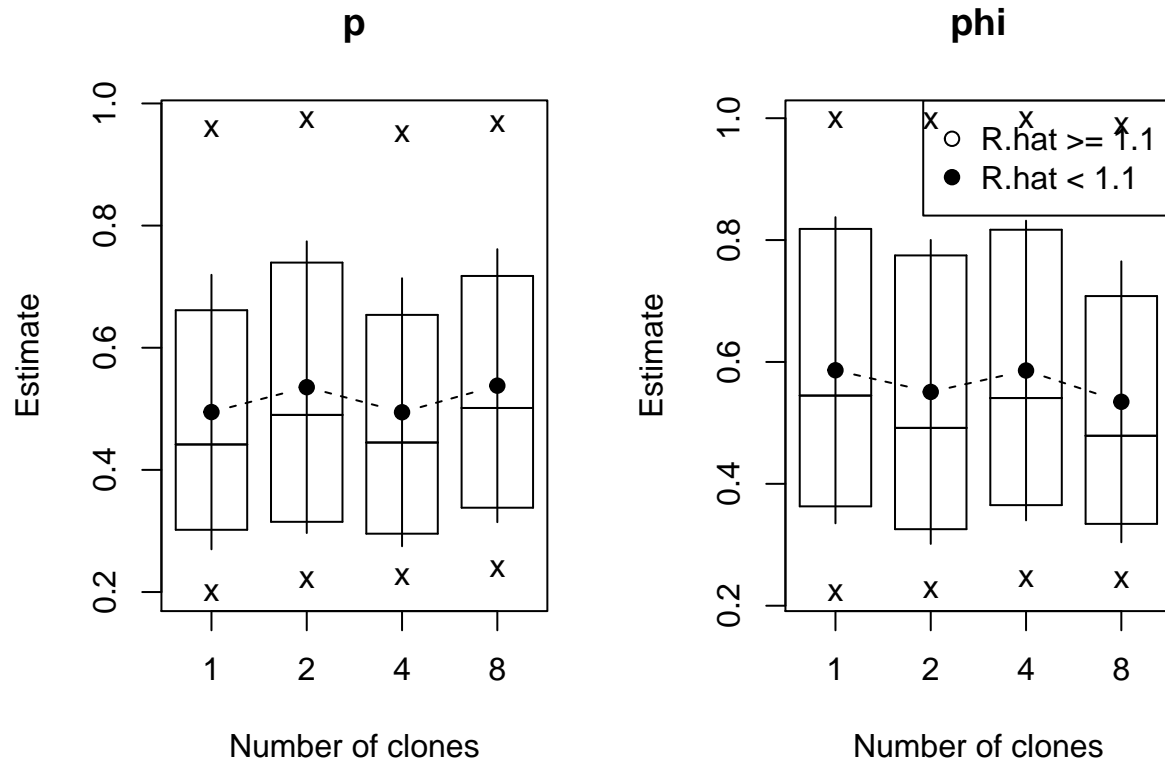 p
Estimate
1.0
0.8
0.6
0.4
0.2
x x x x
x x x x
1 2 4 8
Number of clones
phi
Estimate
1.0
0.8
0.6
0.4
0.2
x x x x
R.hat >= 1.1
R.hat < 1.1
x x x x
1 2 4 8
Number of clones